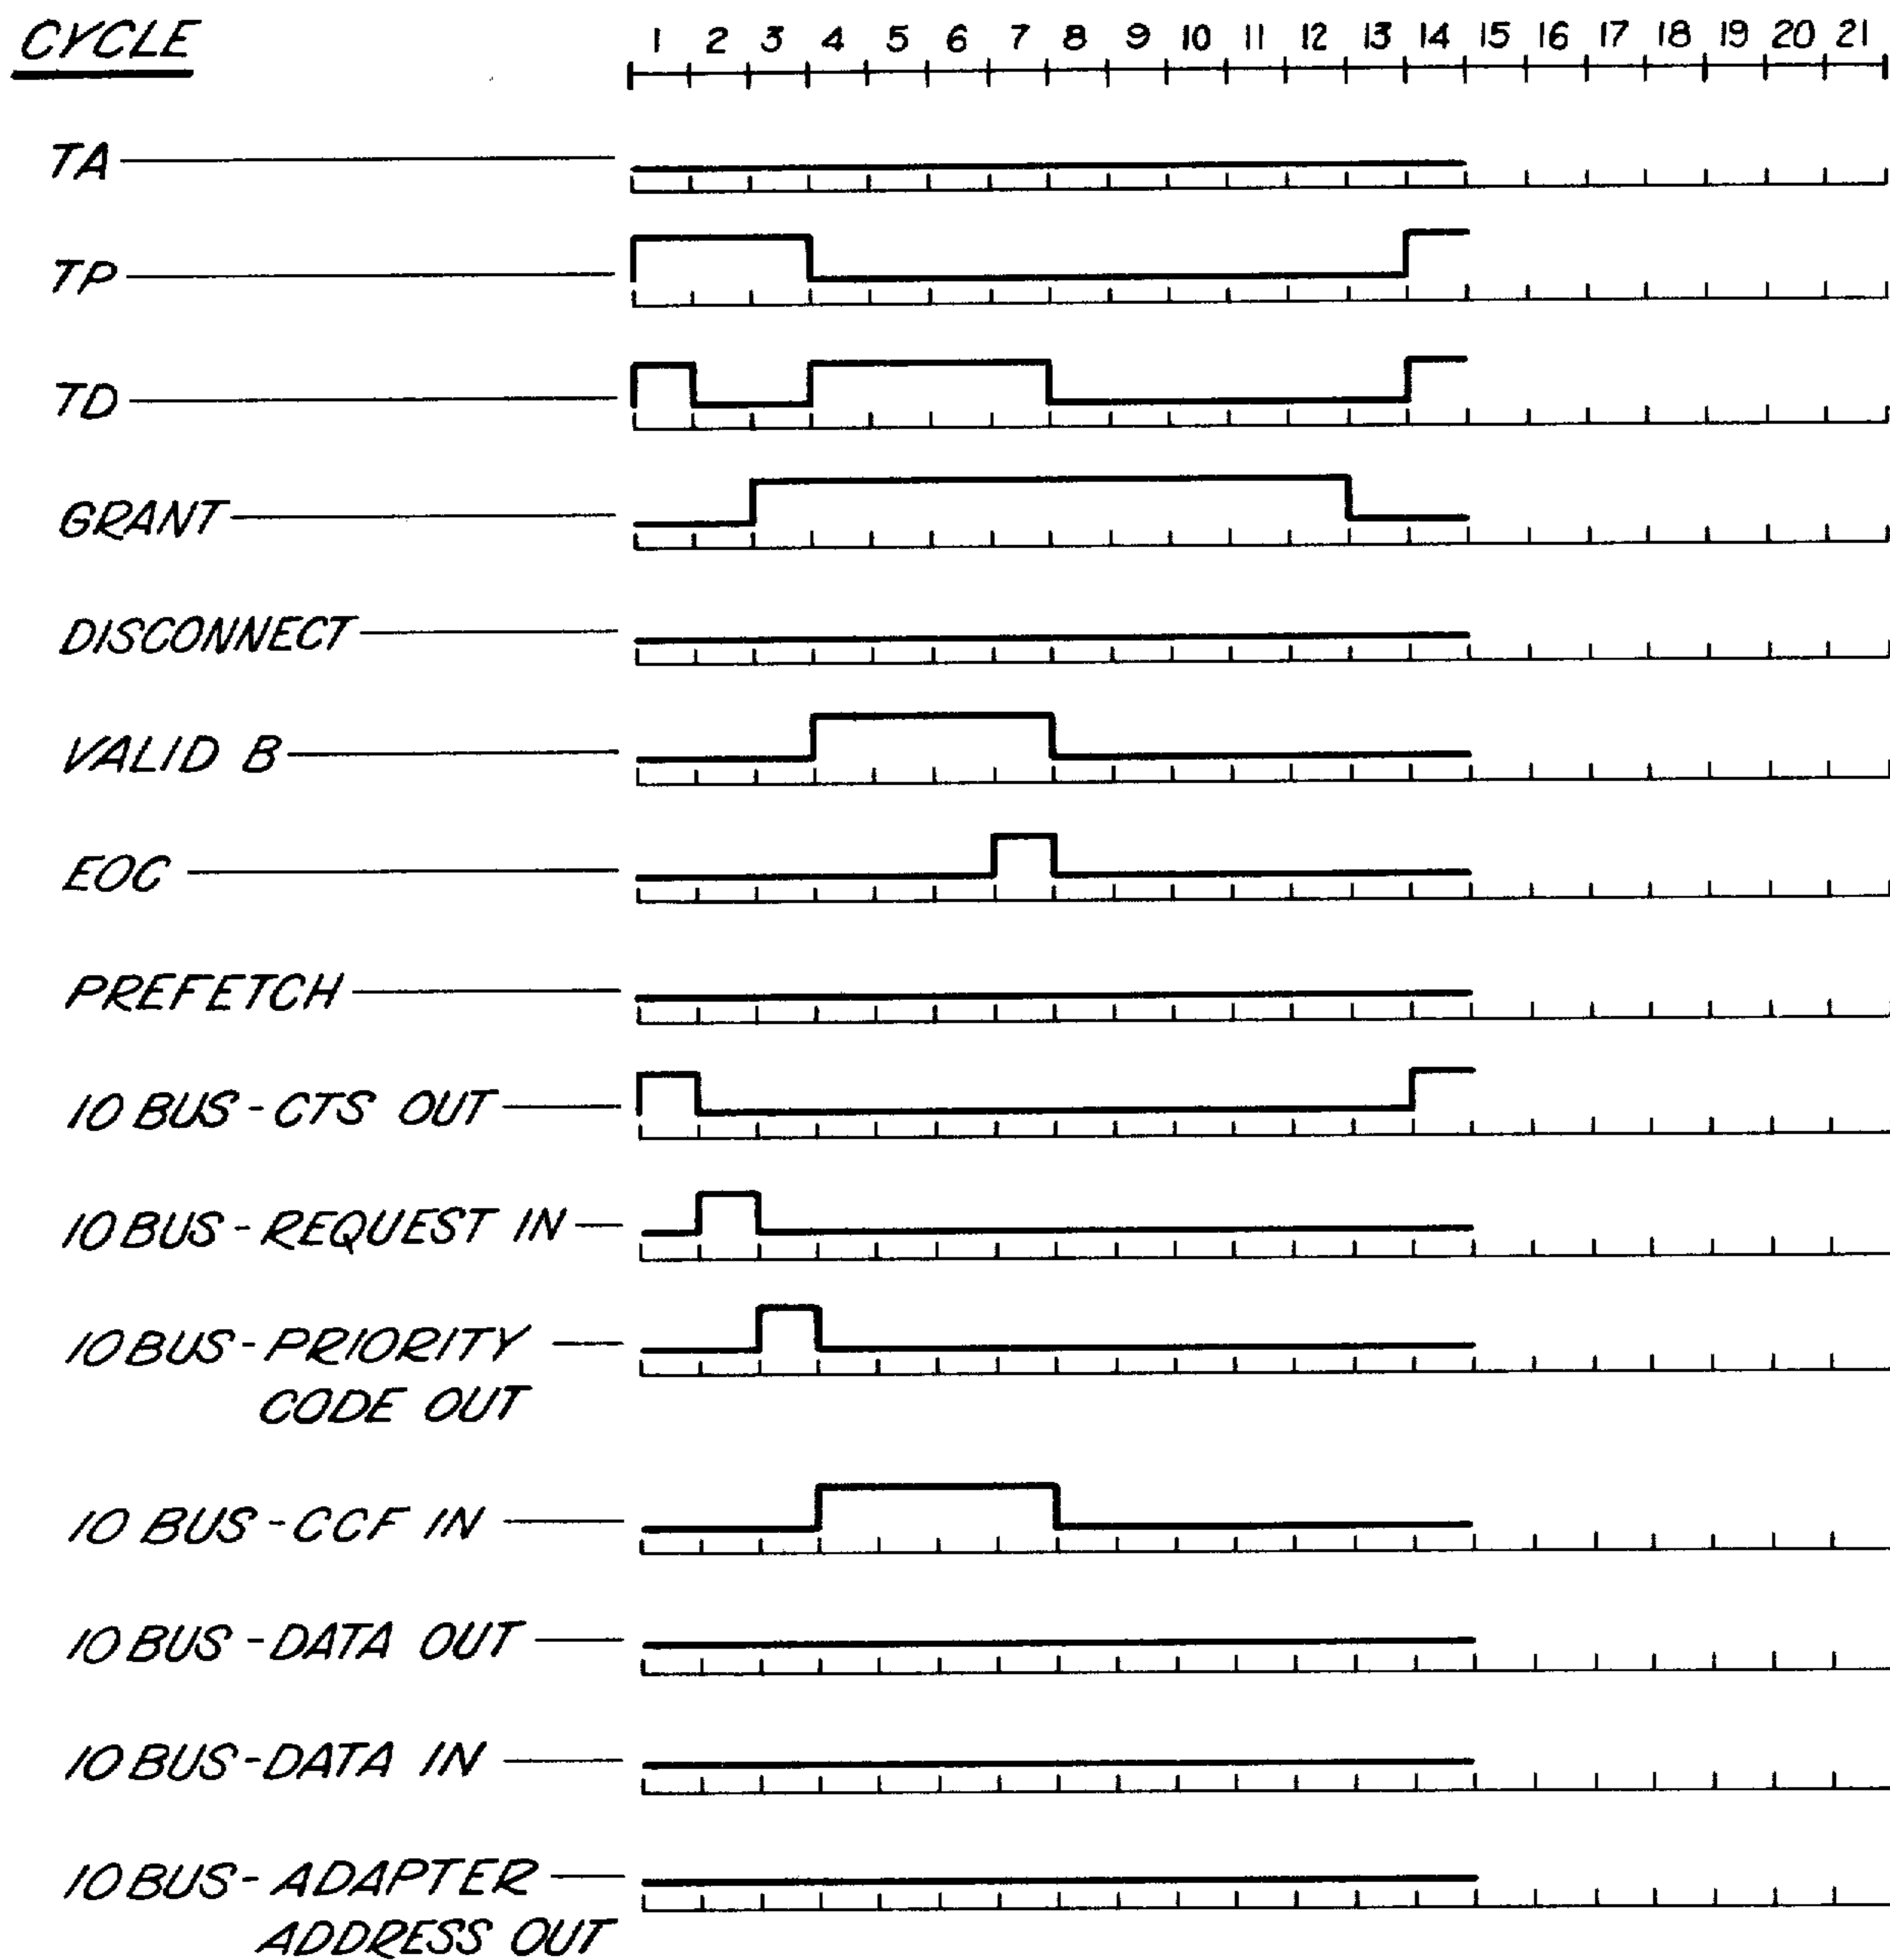 CYCLE 1 2 3 4 5 6 7 8 9 10 11 12 13 14 15 16 17 18 19 20 21
TA
TP
TD
GRANT
DISCONNECT
VALID B
EOC
PREFETCH
IO BUS-CTS OUT
IO BUS-REQUEST IN
IO BUS-PRIORITY
CODE OUT
IO BUS-CCF IN
IO BUS-DATA OUT
IO BUS-DATA IN
IO BUS-ADAPTER
ADDRESS OUT